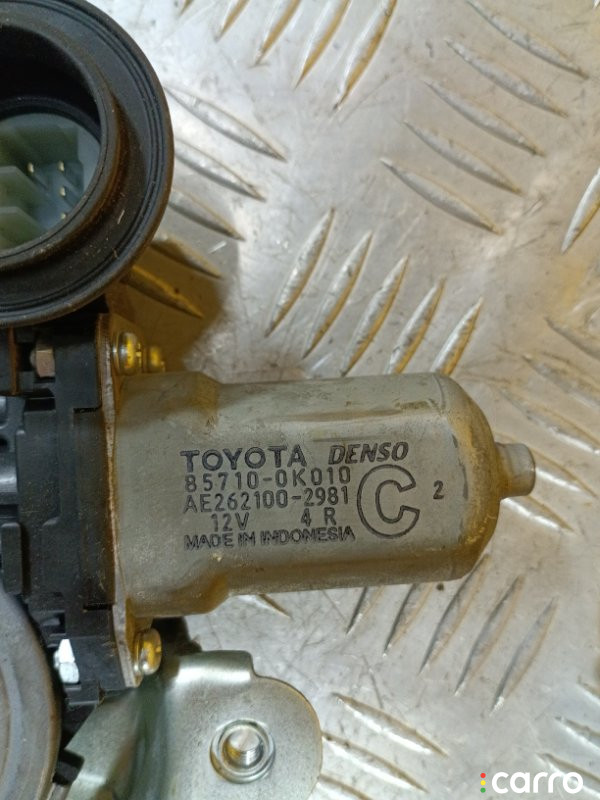 TOYOTA DENSO
85710-0K010
AE262100-2981
12V 4 R
MADE IN INDONESIA
C 2
carro